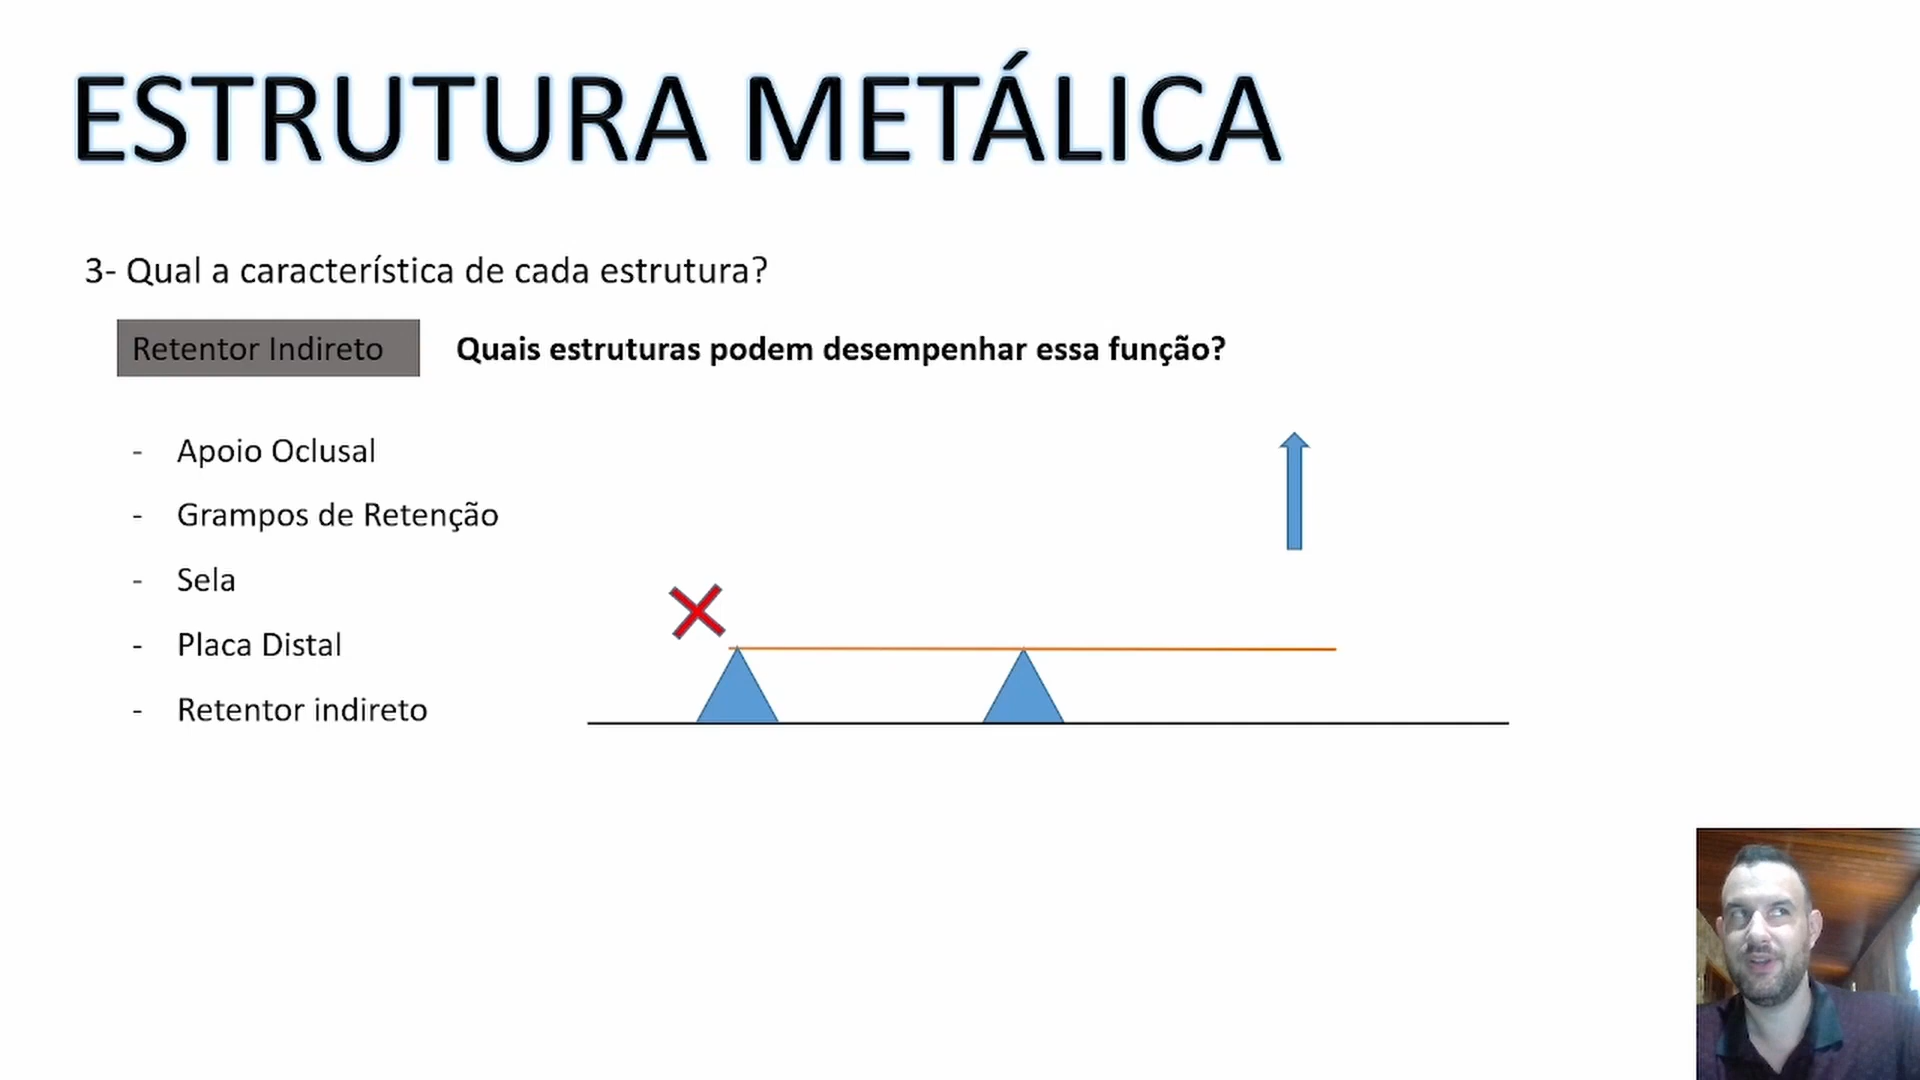 ESTRUTURA METÁLICA
3- Qual a característica de cada estrutura?
Retentor Indireto
Quais estruturas podem desempenhar essa função?
- Apoio Oclusal
- Grampos de Retenção
- Sela
- Placa Distal
- Retentor indireto